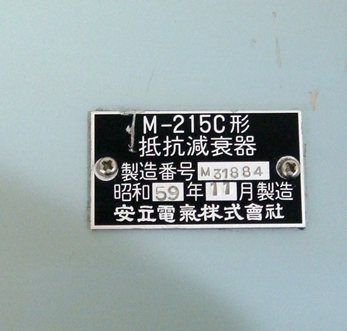 M-215C形
抵抗減衰器
製造番号 M31884
昭和59年11月製造
安立電氣株式會社